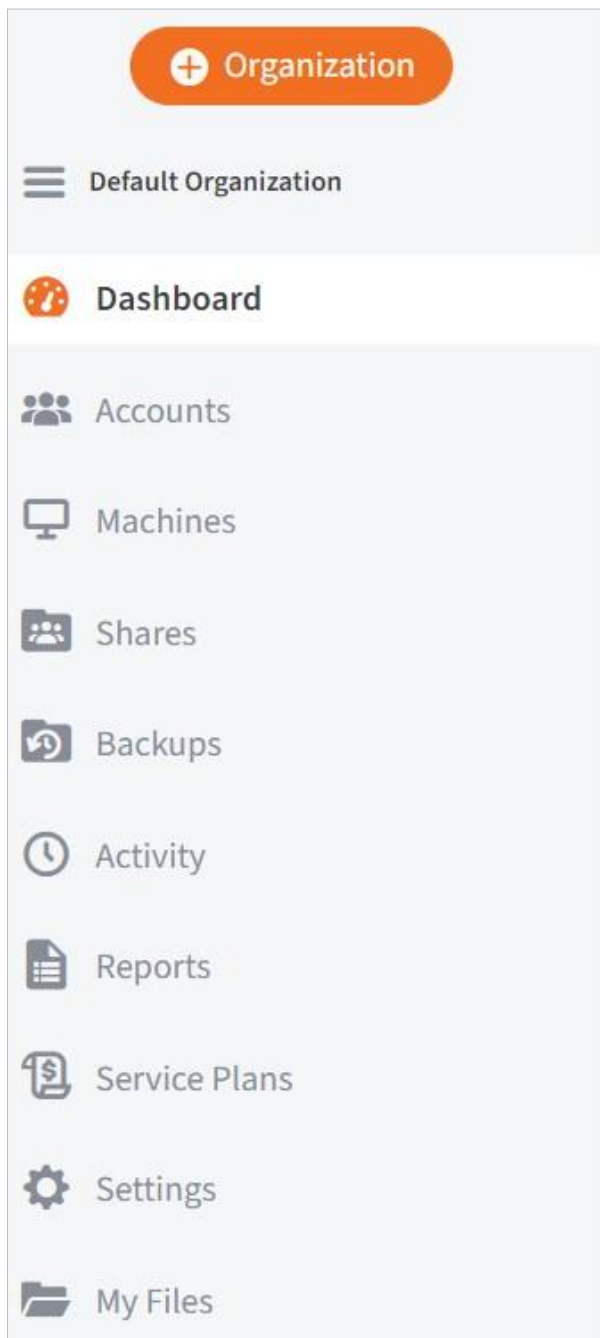 Organization
Default Organization
Dashboard
Accounts
Machines
Shares
Backups
Activity
Reports
Service Plans
Settings
My Files